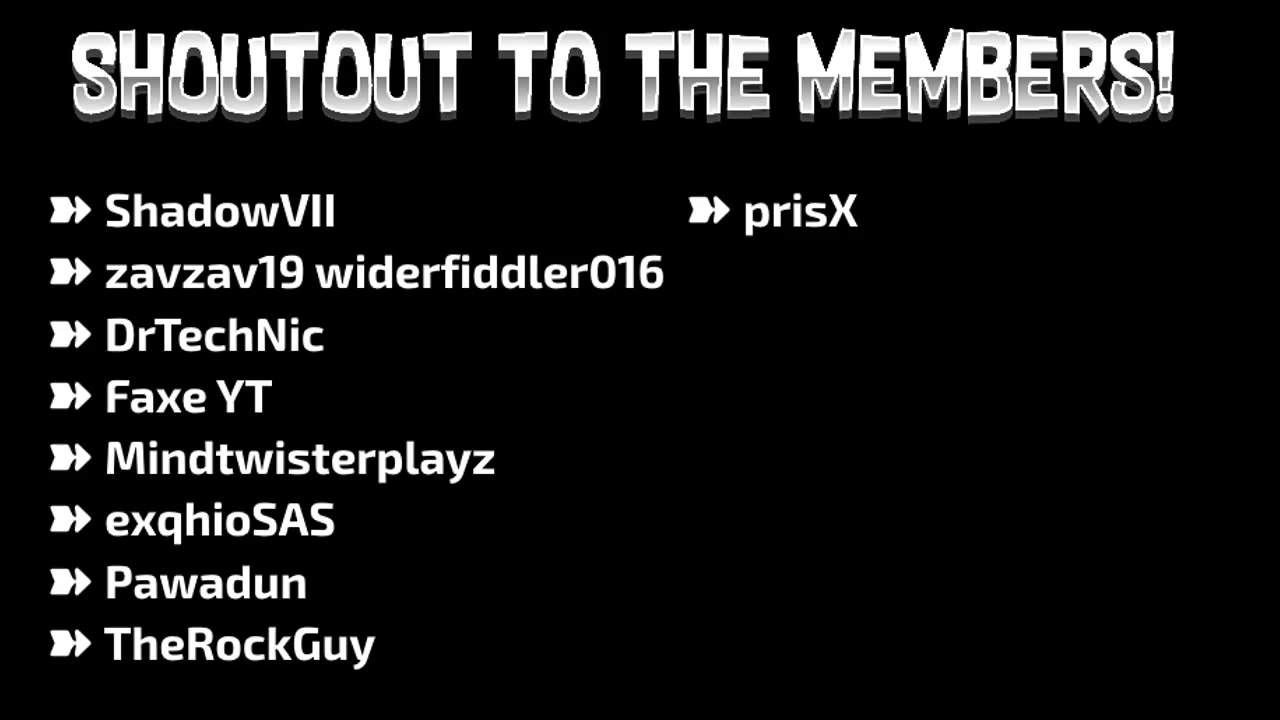 SHOUTOUT TO THE MEMBERS!
ShadowVII
zavzav19 widerfiddler016
DrTechNic
Faxe YT
Mindtwisterplayz
exqhioSAS
Pawadun
TheRockGuy
prisX